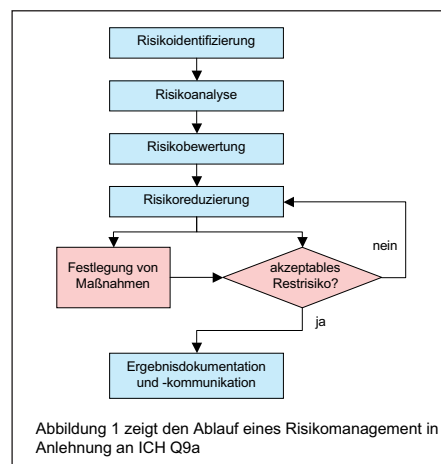 Risikoidentifizierung
Risikoanalyse
Risikobewertung
Risikoreduzierung
nein
Festlegung von
Maßnahmen
akzeptables
Restrisiko?
ja
Ergebnisdokumentation
und -kommunikation
Abbildung 1 zeigt den Ablauf eines Risikomanagement in
Anlehnung an ICH Q9a